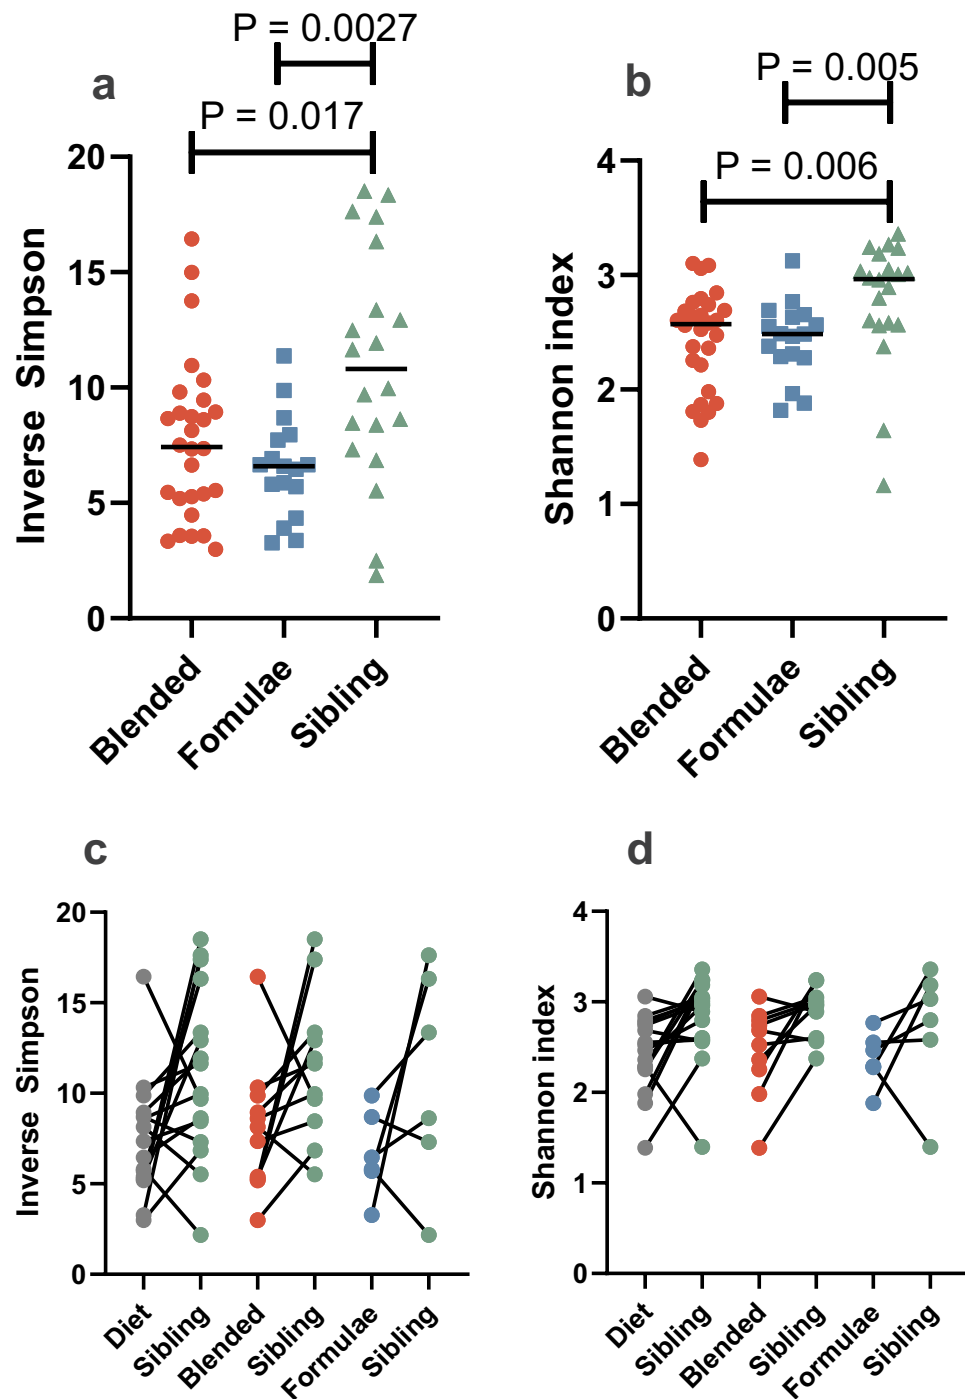 a
P = 0.0027
P = 0.017
Inverse Simpson
20
15
10
5
0
Blended
Fomulae
Sibling
b
P = 0.005
P = 0.006
Shannon index
4
3
2
1
0
Blended
Formulae
Sibling
c
Inverse Simpson
20
15
10
5
0
Diet
Sibling
Blended
Sibling
Formulae
Sibling
d
Shannon index
4
3
2
1
0
Diet
Sibling
Blended
Sibling
Formulae
Sibling